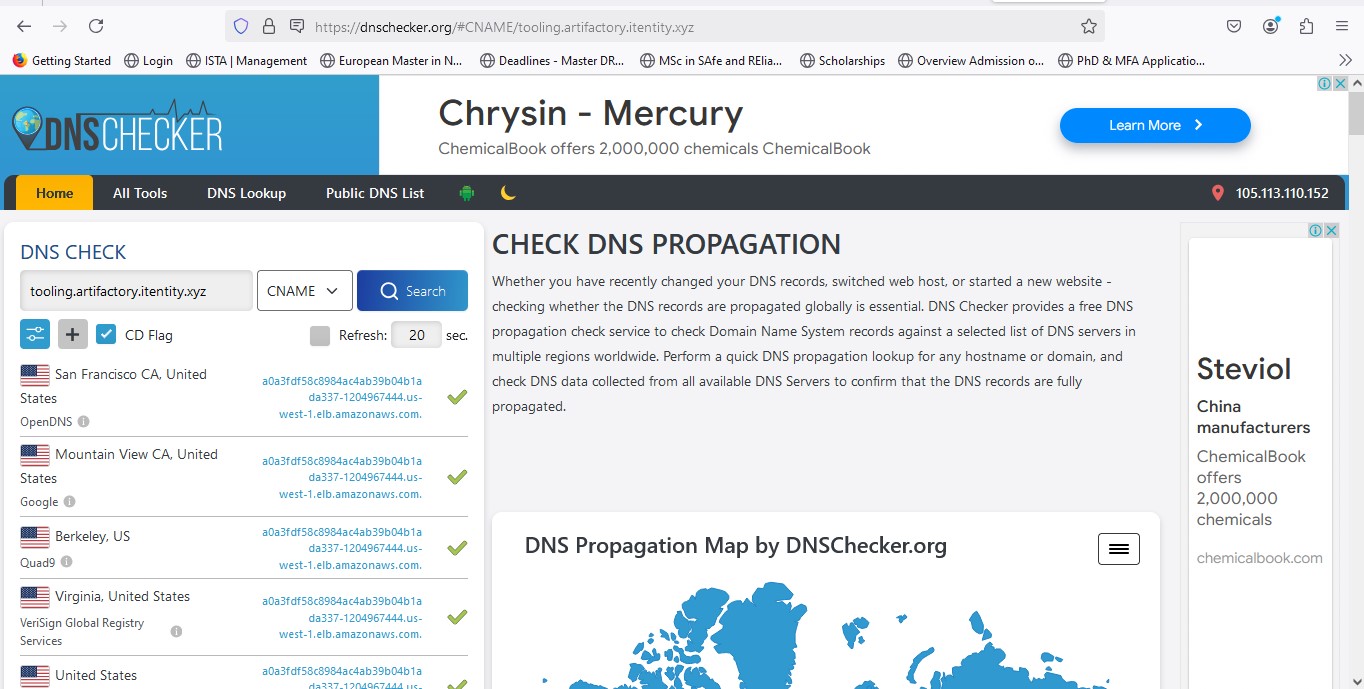 https://dnschecker.org/#CNAME/tooling.artifactory.itentity.xyz
Getting Started
Login
ISTA | Management
European Master in N...
Deadlines - Master DR...
MSc in SAfe and RElia...
Scholarships
Overview Admission o...
PhD & MFA Applicatio...
DNSCHECKER
Chrysin - Mercury
ChemicalBook offers 2,000,000 chemicals ChemicalBook
Learn More
Home
All Tools
DNS Lookup
Public DNS List
105.113.110.152
DNS CHECK
tooling.artifactory.itentity.xyz
CNAME
Search
CD Flag
Refresh:
20
sec.
San Francisco CA, United
States
OpenDNS
a0a3fdf58c8984ac4ab39b04b1a
da337-1204967444.us-
west-1.elb.amazonaws.com.
Mountain View CA, United
States
Google
a0a3fdf58c8984ac4ab39b04b1a
da337-1204967444.us-
west-1.elb.amazonaws.com.
Berkeley, US
Quad9
a0a3fdf58c8984ac4ab39b04b1a
da337-1204967444.us-
west-1.elb.amazonaws.com.
Virginia, United States
VeriSign Global Registry
Services
a0a3fdf58c8984ac4ab39b04b1a
da337-1204967444.us-
west-1.elb.amazonaws.com.
United States
a0a3fdf58c8984ac4ab39b04b1a
da337-1204967444.us-
CHECK DNS PROPAGATION
Whether you have recently changed your DNS records, switched web host, or started a new website -
checking whether the DNS records are propagated globally is essential. DNS Checker provides a free DNS
propagation check service to check Domain Name System records against a selected list of DNS servers in
multiple regions worldwide. Perform a quick DNS propagation lookup for any hostname or domain, and
check DNS data collected from all available DNS Servers to confirm that the DNS records are fully
propagated.
DNS Propagation Map by DNSChecker.org
Steviol
China
manufacturers
ChemicalBook
offers
2,000,000
chemicals
chemicalbook.com